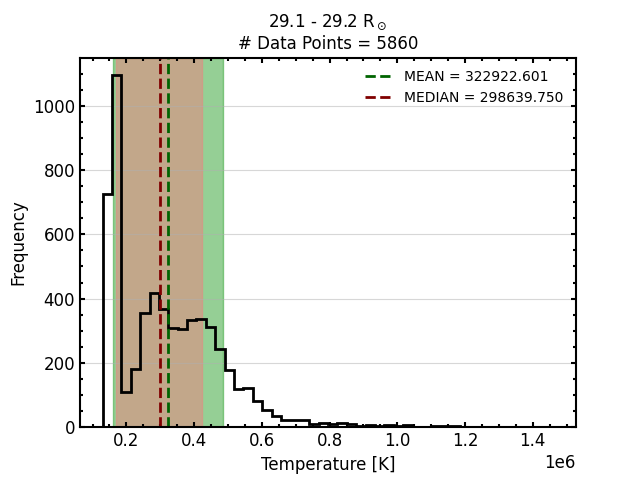 29.1 - 29.2 R⊙
# Data Points = 5860
MEAN = 322922.601
MEDIAN = 298639.750
Frequency
1000
800
600
400
200
0
0.2 0.4 0.6 0.8 1.0 1.2 1.4
1e6
Temperature [K]